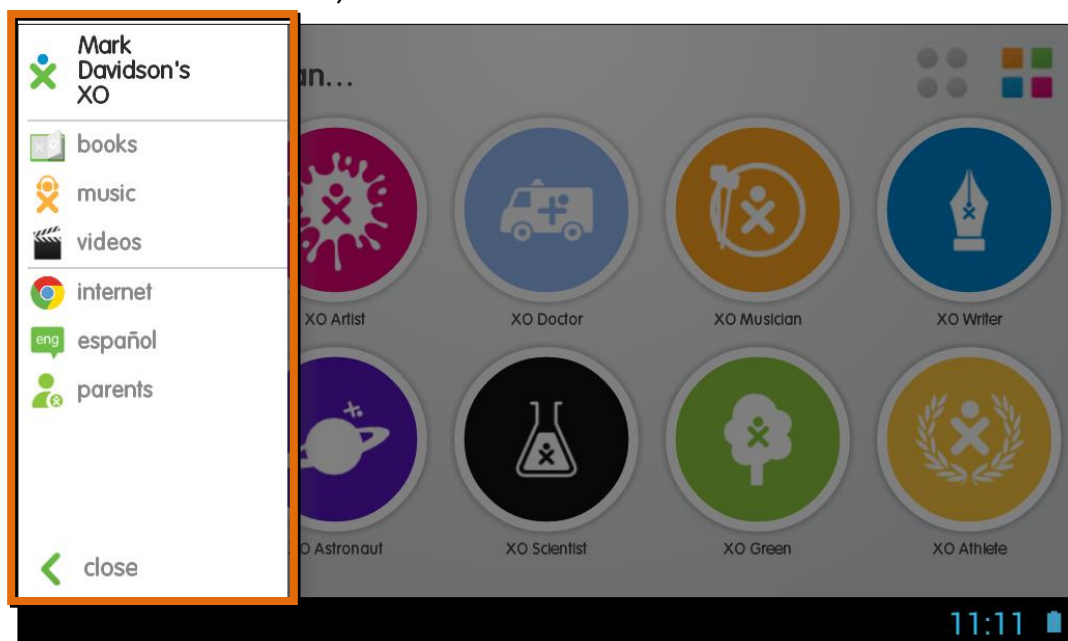 Mark
Davidson's
XO
books
music
videos
internet
eng
español
parents
close
an...
XO Artist
XO Doctor
XO Musician
XO Writer
XO Astronaut
XO Scientist
XO Green
XO Athlete
11:11